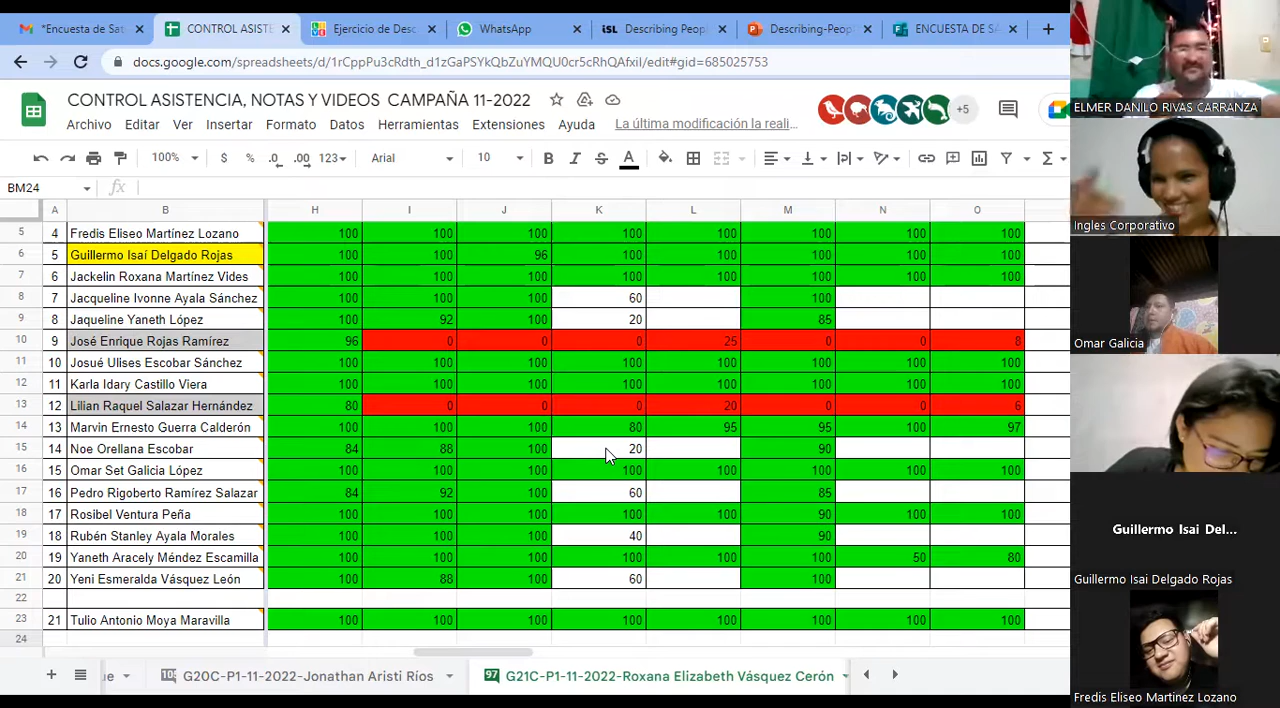 *Encuesta de Sat
CONTROL ASISTE
Ejercicio de Desc
WhatsApp
iSL
Describing Peopl
Describing-People
ENCUESTA DE SA
CONTROL ASISTENCIA, NOTAS Y VIDEOS CAMPAÑA 11-2022
+5
Archivo Editar Ver Insertar Formato Datos Herramientas Extensiones Ayuda
La última modificación la reali...
100% $ % .0 .00 123 Arial 10 B I S A
BM24 fx
A B H I J K L M N O
5 4 Fredis Eliseo Martínez Lozano 100 100 100 100 100 100 100 100
6 5 Guillermo Isaí Delgado Rojas 100 100 96 100 100 100 100 100
7 6 Jackelin Roxana Martínez Vides 100 100 100 100 100 100 100 100
8 7 Jacqueline Ivonne Ayala Sánchez 100 100 100 60 100
9 8 Jaqueline Yaneth López 100 92 100 20 85
10 9 José Enrique Rojas Ramírez 96 0 0 0 25 0 0 8
11 10 Josué Ulises Escobar Sánchez 100 100 100 100 100 100 100 100
12 11 Karla Idary Castillo Viera 100 100 100 100 100 100 100 100
13 12 Lilian Raquel Salazar Hernández 80 0 0 0 20 0 0 6
14 13 Marvin Ernesto Guerra Calderón 100 100 100 80 95 95 100 97
15 14 Noe Orellana Escobar 84 88 100 20 90
16 15 Omar Set Galicia López 100 100 100 100 100 100 100 100
17 16 Pedro Rigoberto Ramírez Salazar 84 92 100 60 85
18 17 Rosibel Ventura Peña 100 100 100 100 100 90 100 100
19 18 Rubén Stanley Ayala Morales 100 100 100 40 90
20 19 Yaneth Aracely Méndez Escamilla 100 100 100 100 100 100 50 80
21 20 Yeni Esmeralda Vásquez León 100 88 100 60 100
22
23 21 Tulio Antonio Moya Maravilla 100 100 100 100 100 100 100 100
24
G20C-P1-11-2022-Jonathan Aristi Ríos
97 G21C-P1-11-2022-Roxana Elizabeth Vásquez Cerón
ELMER DANILO RIVAS CARRANZA
Ingles Corporativo
Omar Galicia
Guillermo Isai Del...
Guillermo Isai Delgado Rojas
Fredis Eliseo Martinez Lozano